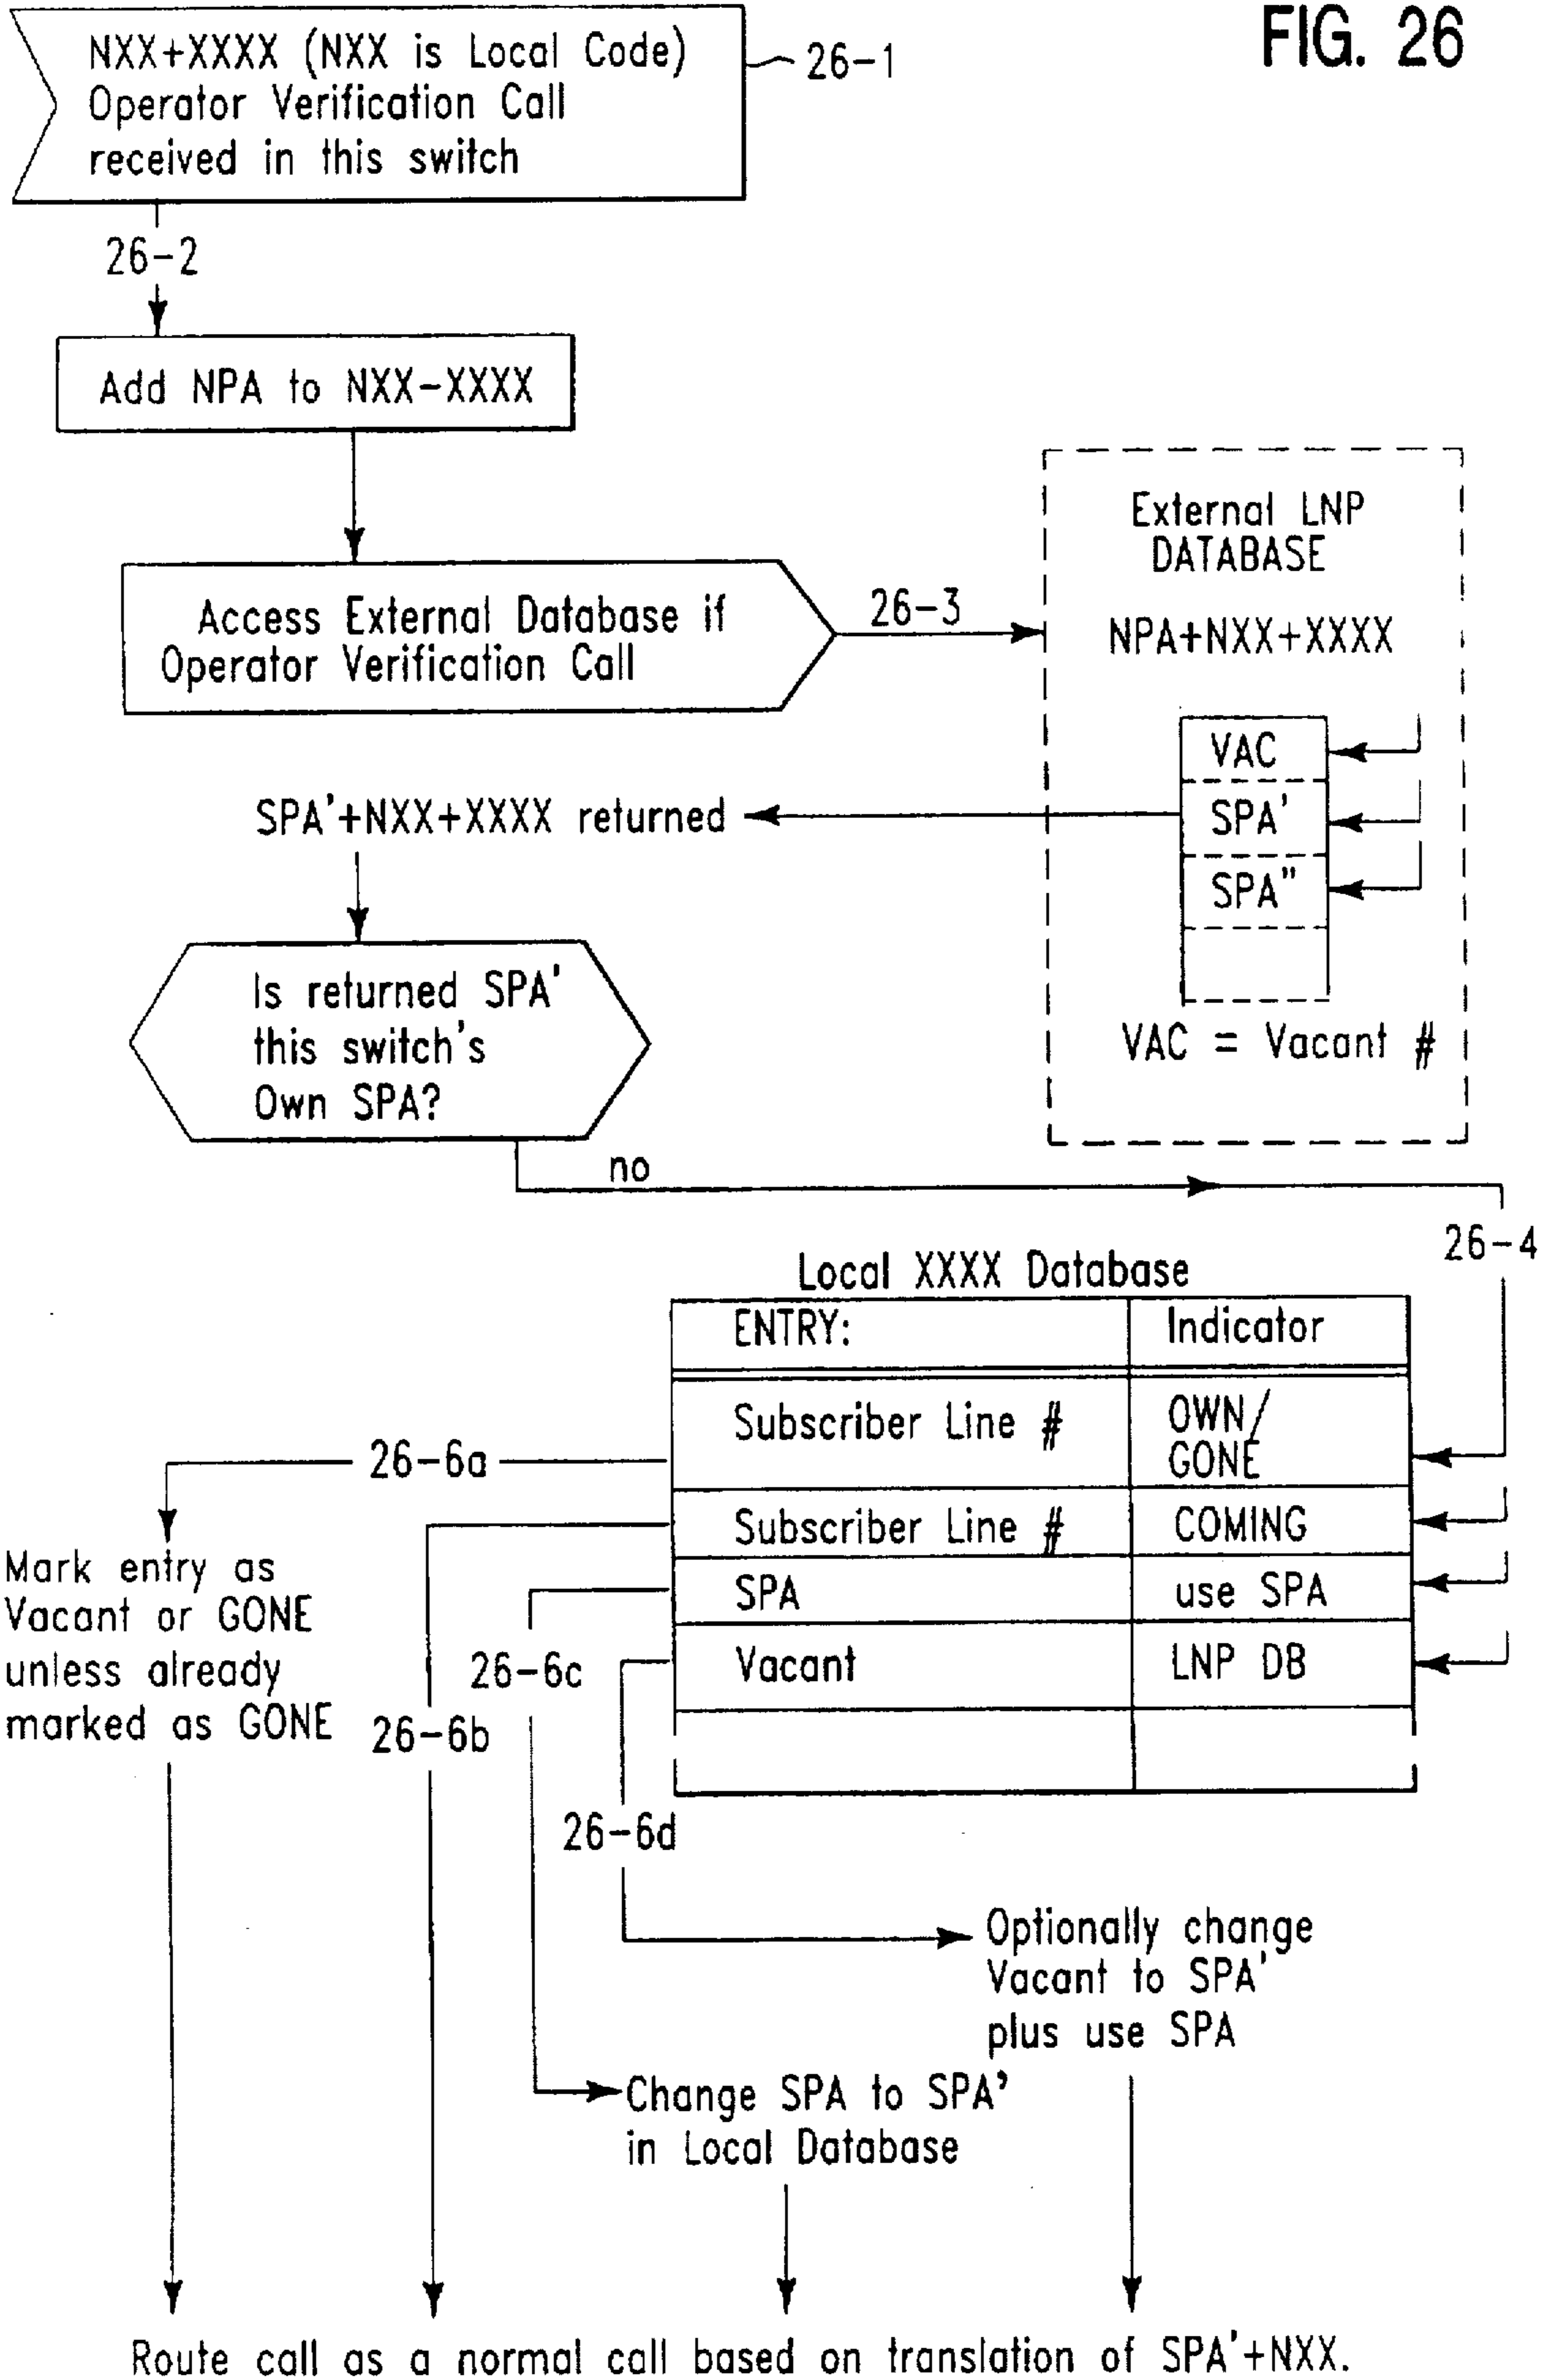 FIG. 26
NXX+XXXX (NXX is Local Code)
Operator Verification Call
received in this switch
26-1
26-2
Add NPA to NXX-XXXX
Access External Database if
Operator Verification Call
26-3
External LNP
DATABASE
NPA+NXX+XXXX
VAC
SPA'
SPA"
VAC = Vacant #
SPA'+NXX+XXXX returned
Is returned SPA'
this switch's
Own SPA?
no
26-4
Local XXXX Database
ENTRY: Indicator
Subscriber Line # OWN/
GONE
Subscriber Line # COMING
SPA use SPA
Vacant LNP DB
26-6a
Mark entry as
Vacant or GONE
unless already
marked as GONE
26-6b
26-6c
26-6d
Optionally change
Vacant to SPA'
plus use SPA
Change SPA to SPA'
in Local Database
Route call as a normal call based on translation of SPA'+NXX.